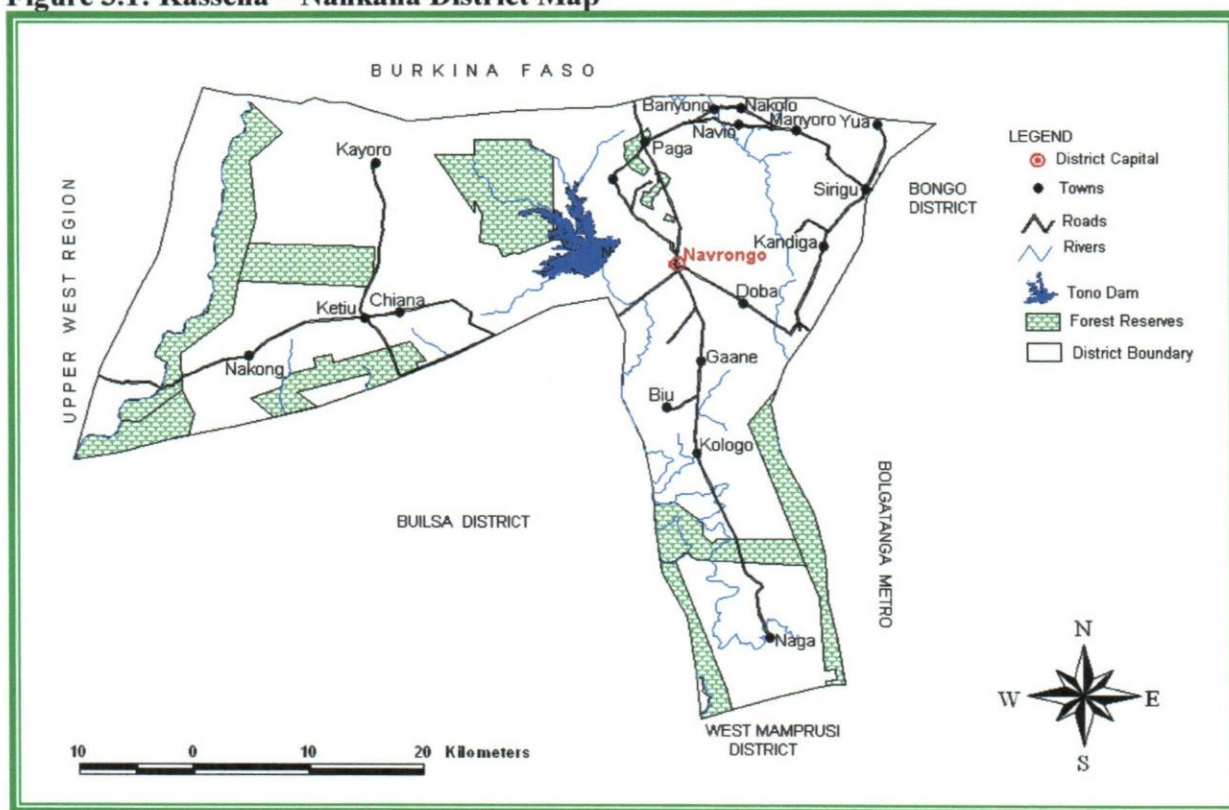 Figure 3.1: Kassena – Nankana District Map
BURKINA FASO
Banyono
Nakolo
Navio
Manyoro
Yua
LEGEND
Kayoro
Paga
District Capital
Towns
Sirigu
BONGO
DISTRICT
UPPER WEST REGION
Roads
Kandiga
Rivers
Navrongo
N
Tono Dam
Doba
Ketiu
Chiana
Forest Reserves
District Boundary
Nakong
Gaane
Biu
Kologo
BUILSA DISTRICT
BOLGATANGA METRO
Naga
N
W
E
S
WEST MAMPRUSI
DISTRICT
10 0 10 20 Kilometers